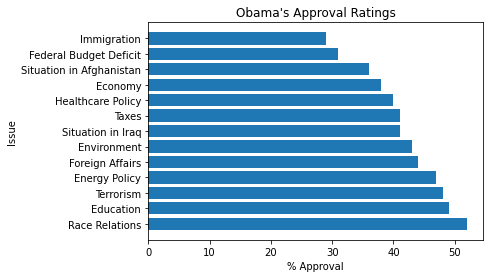 Obama's Approval Ratings
Issue
Immigration
Federal Budget Deficit
Situation in Afghanistan
Economy
Healthcare Policy
Taxes
Situation in Iraq
Environment
Foreign Affairs
Energy Policy
Terrorism
Education
Race Relations
0 10 20 30 40 50
% Approval